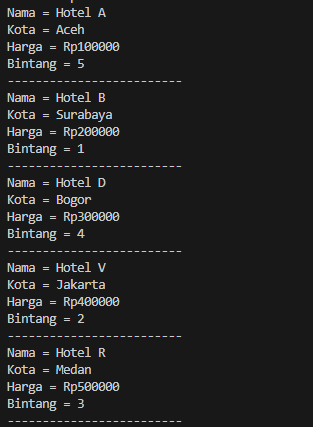 Nama = Hotel A
Kota = Aceh
Harga = Rp100000
Bintang = 5
-------------------------
Nama = Hotel B
Kota = Surabaya
Harga = Rp200000
Bintang = 1
-------------------------
Nama = Hotel D
Kota = Bogor
Harga = Rp300000
Bintang = 4
-------------------------
Nama = Hotel V
Kota = Jakarta
Harga = Rp400000
Bintang = 2
-------------------------
Nama = Hotel R
Kota = Medan
Harga = Rp500000
Bintang = 3
-------------------------